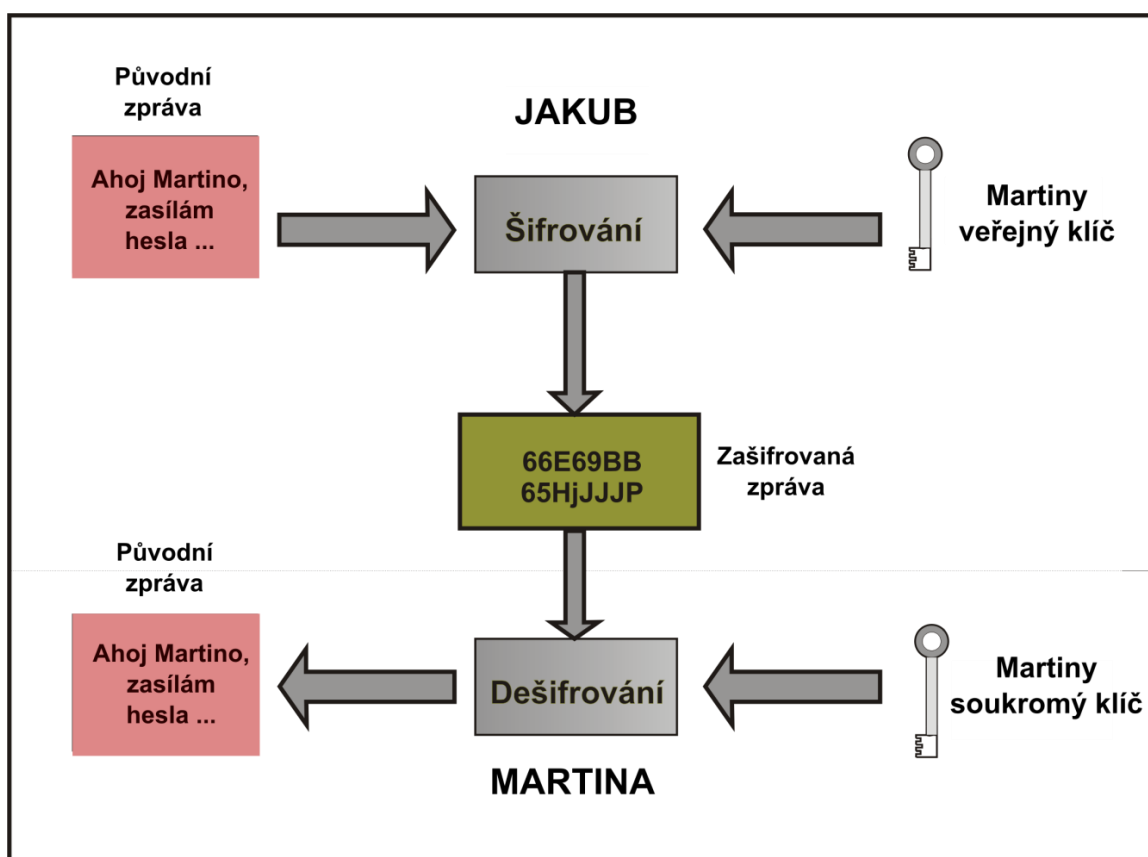 Původní
zpráva
JAKUB
Ahoj Martino,
zasílám
hesla ...
Šifrování
Martiny
veřejný klíč
66E69BB
65HjJJJP
Zašifrovaná
zpráva
Původní
zpráva
Ahoj Martino,
zasílám
hesla ...
Dešifrování
Martiny
soukromý klíč
MARTINA